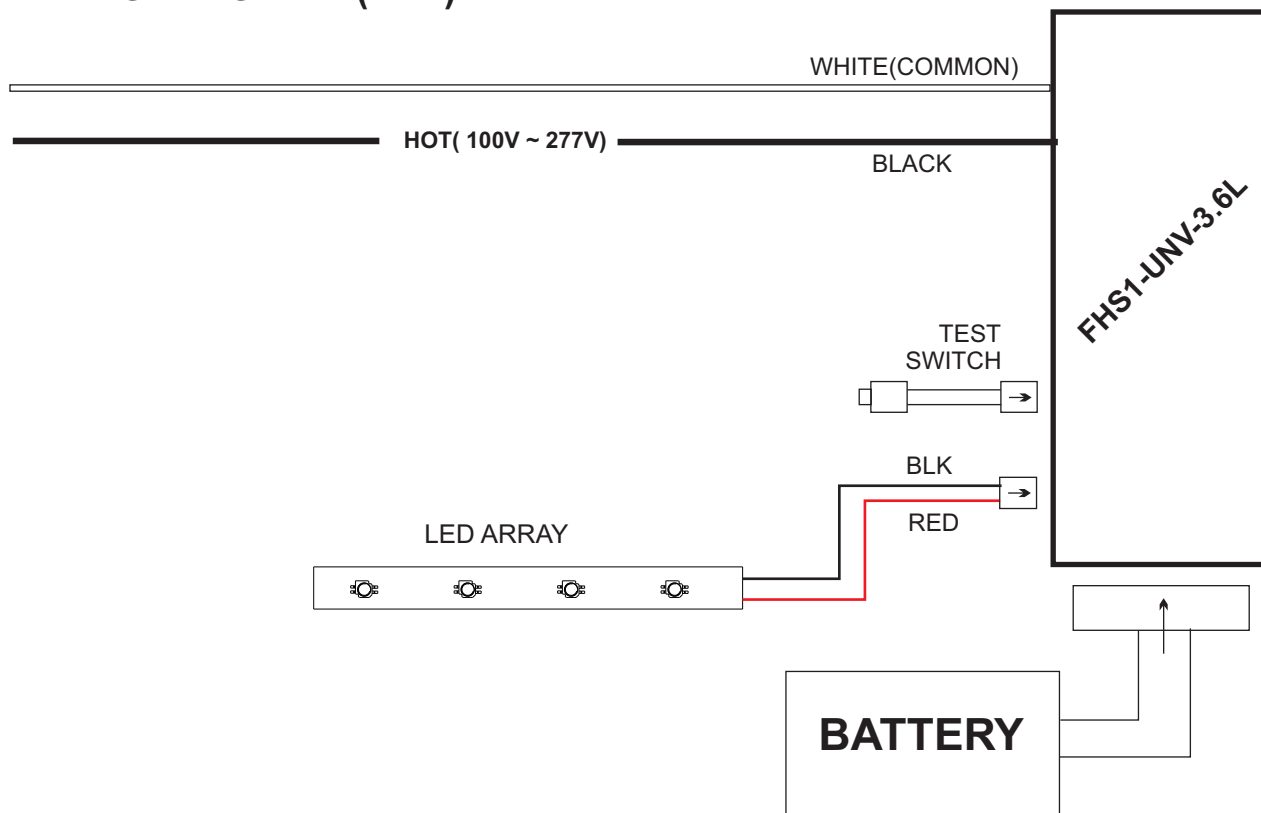 WHITE(COMMON)
HOT( 100V ~ 277V)
BLACK
FHS1-UNV-3.6L
TEST
SWITCH
BLK
RED
LED ARRAY
BATTERY